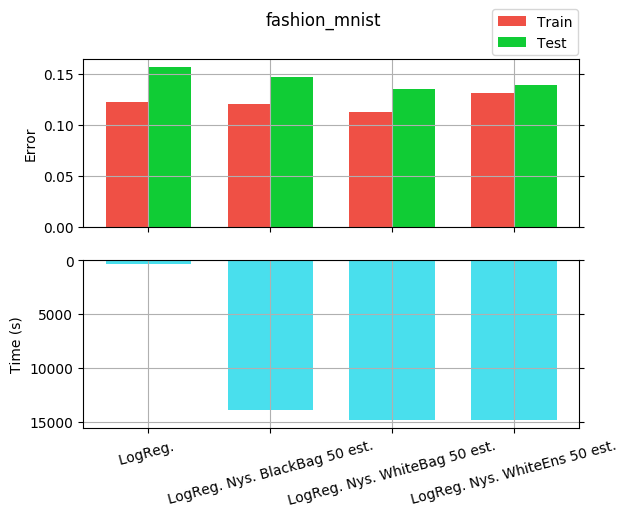 fashion_mnist
Train
Test
0.15
0.10
0.05
0.00
Error
0
5000
10000
15000
Time (s)
LogReg.
LogReg. Nys. BlackBag 50 est.
LogReg. Nys. WhiteBag 50 est.
LogReg. Nys. WhiteEns 50 est.